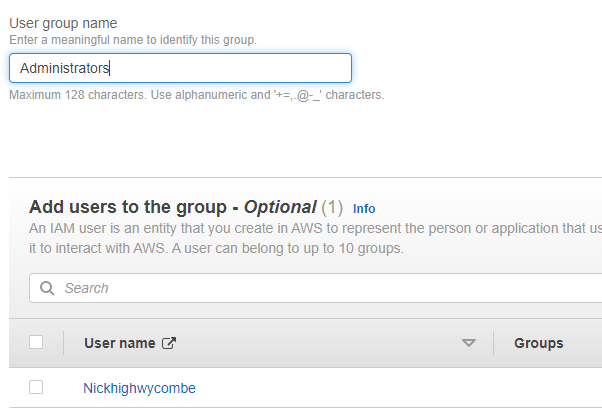 User group name
Enter a meaningful name to identify this group.
Administrators
Maximum 128 characters. Use alphanumeric and '+=,.@-_' characters.
Add users to the group - Optional (1) Info
An IAM user is an entity that you create in AWS to represent the person or application that us
it to interact with AWS. A user can belong to up to 10 groups.
Search
User name Groups
Nickhighwycombe